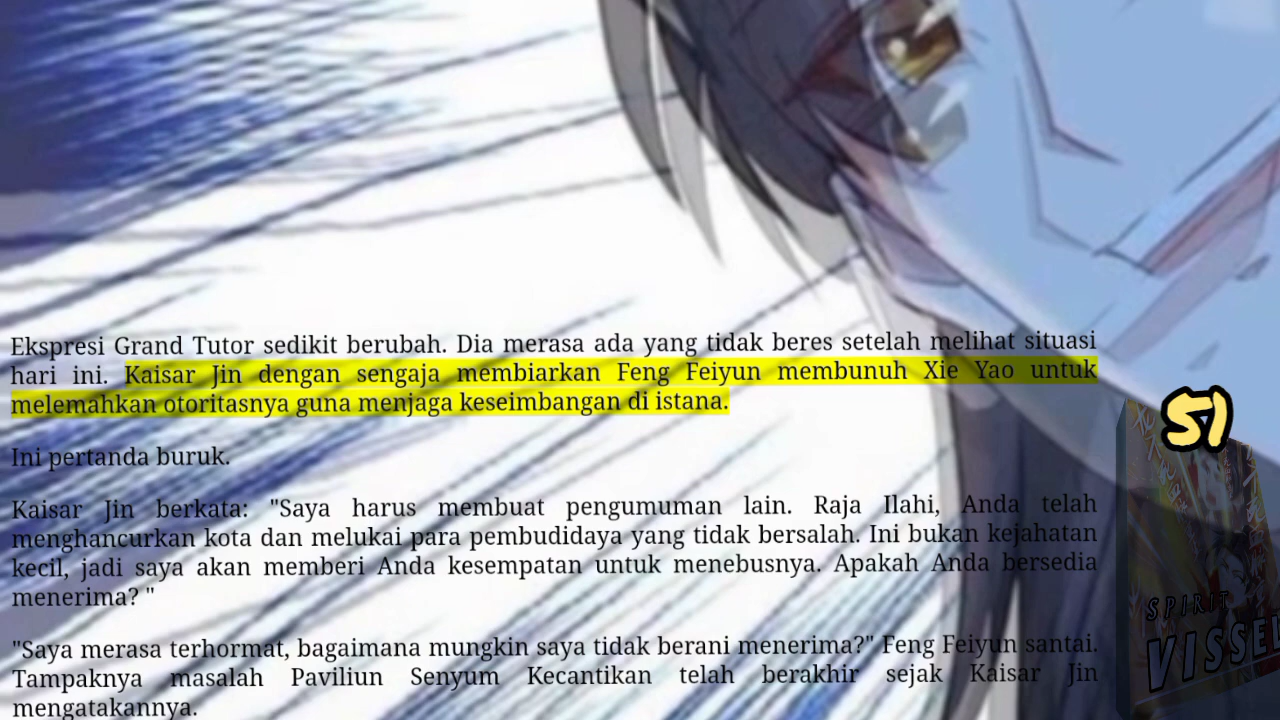 Ekspresi Grand Tutor sedikit berubah. Dia merasa ada yang tidak beres setelah melihat situasi
hari ini. Kaisar Jin dengan sengaja membiarkan Feng Feiyun membunuh Xie Yao untuk
melemahkan otoritasnya guna menjaga keseimbangan di istana.
Ini pertanda buruk.
Kaisar Jin berkata: "Saya harus membuat pengumuman lain. Raja Ilahi, Anda telah
menghancurkan kota dan melukai para pembudidaya yang tidak bersalah. Ini bukan kejahatan
kecil, jadi saya akan memberi Anda kesempatan untuk menebusnya. Apakah Anda bersedia
menerima? "
"Saya merasa terhormat, bagaimana mungkin saya tidak berani menerima?" Feng Feiyun santai.
Tampaknya masalah Paviliun Senyum Kecantikan telah berakhir sejak Kaisar Jin
mengatakannya.
SPIRIT